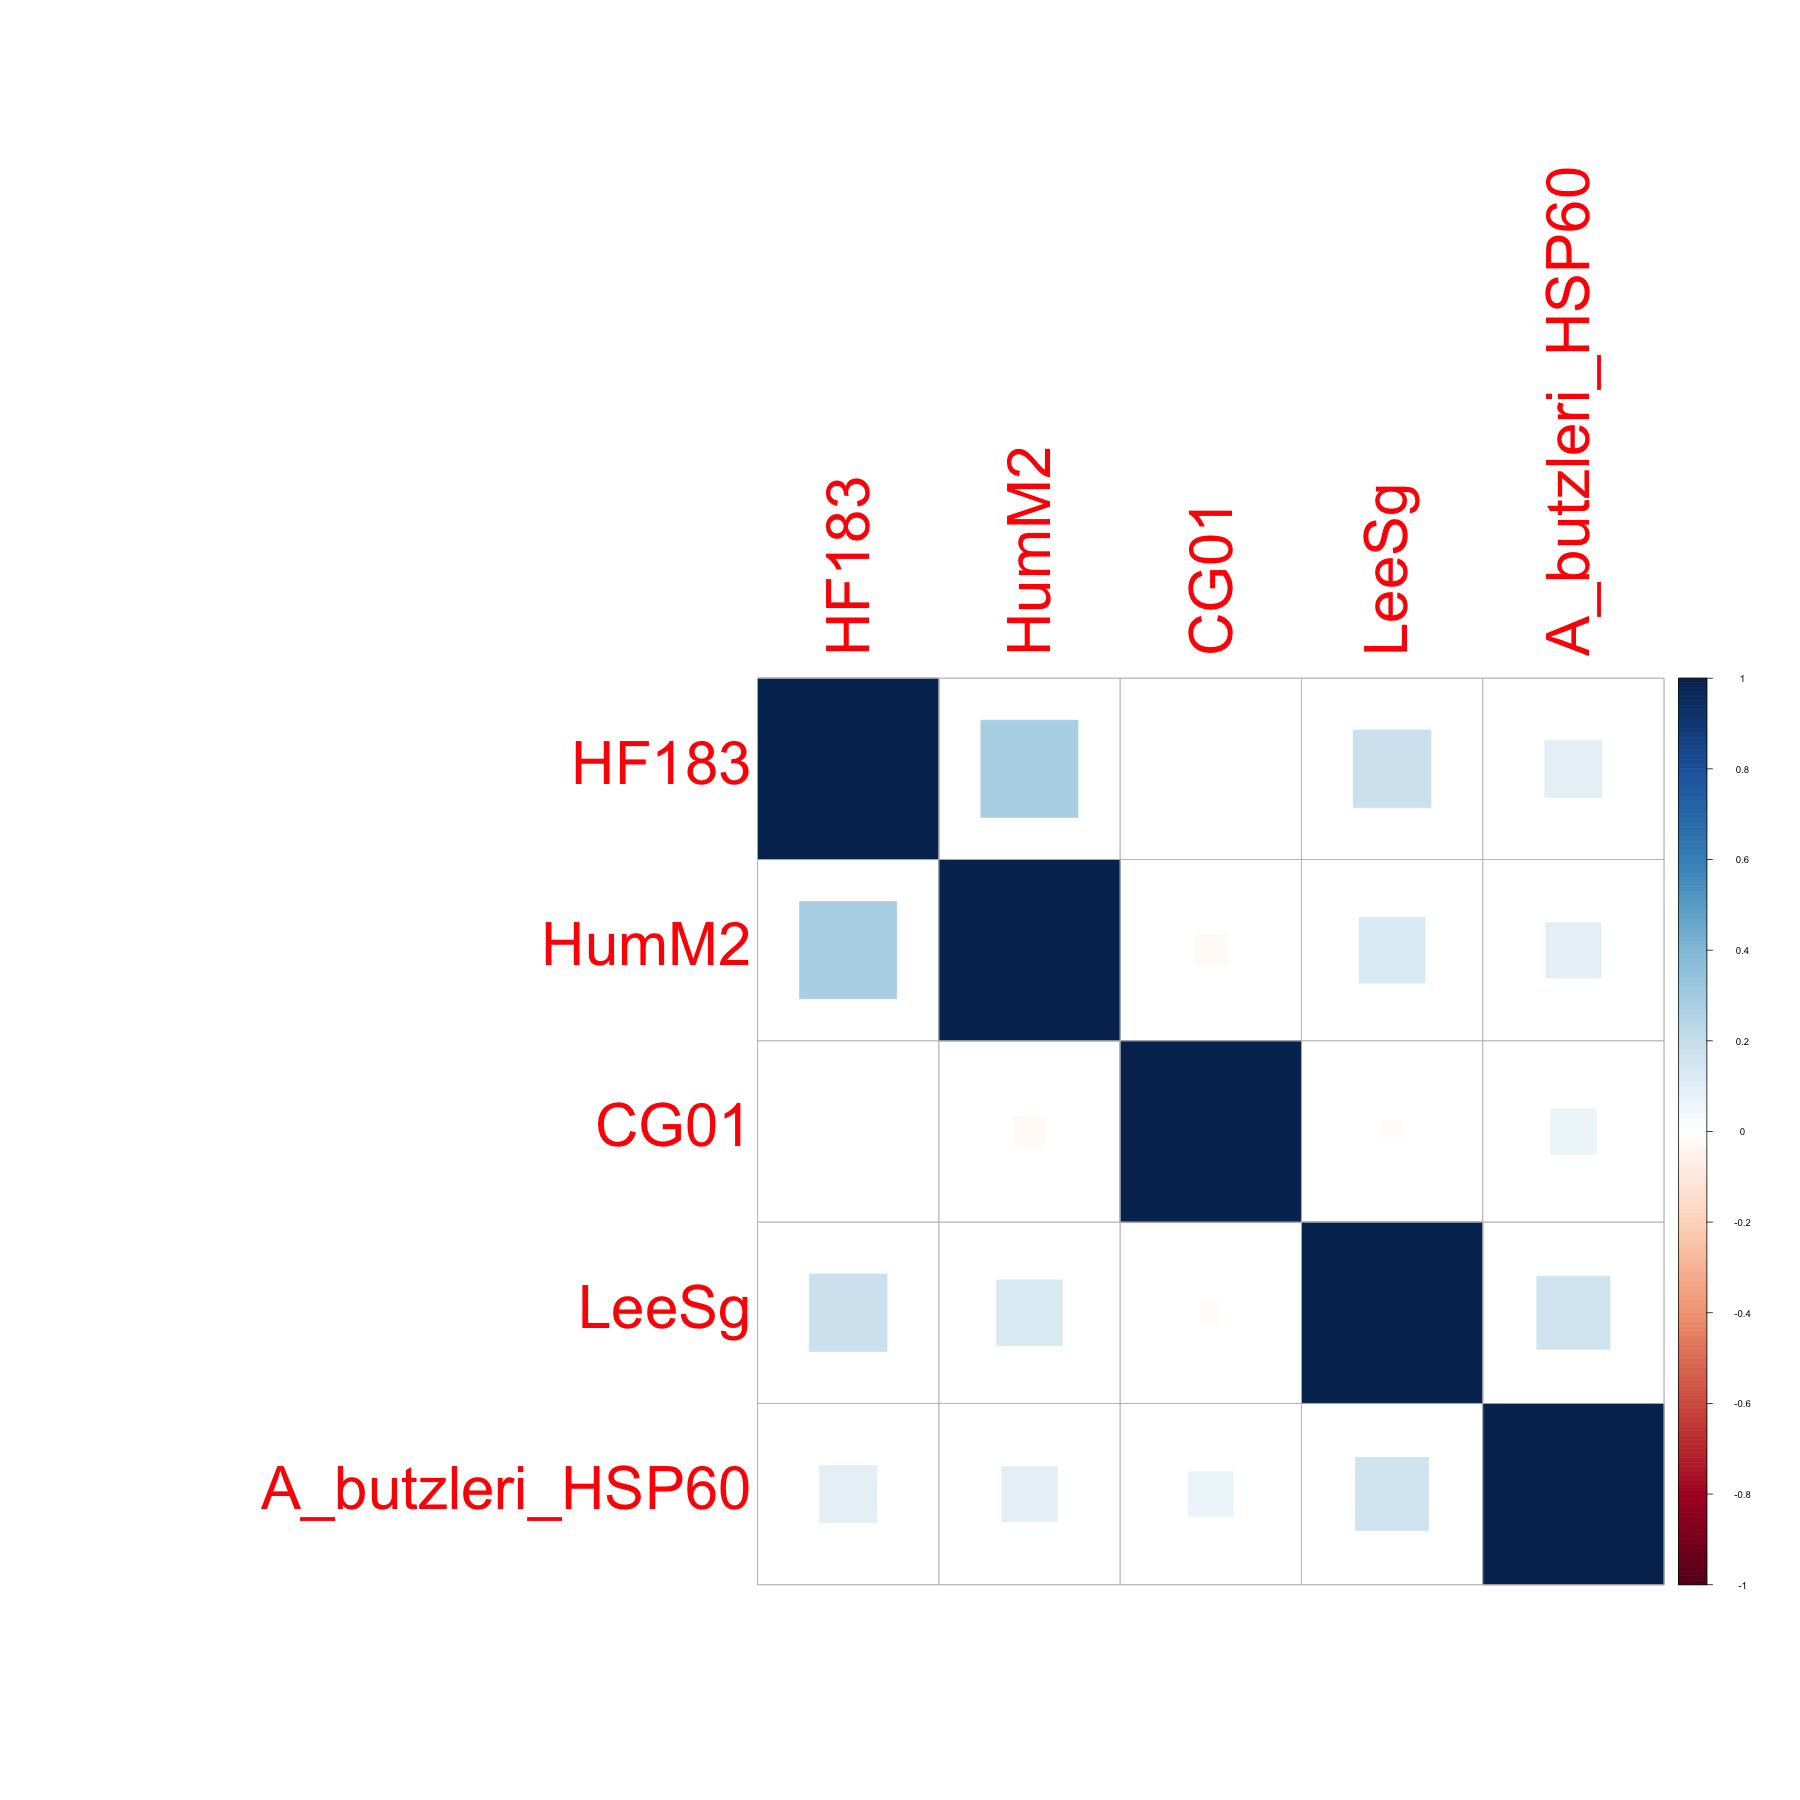 HF183
HumM2
CG01
LeeSg
A_butzleri_HSP60
HF183
HumM2
CG01
LeeSg
A_butzleri_HSP60
1
0.8
0.6
0.4
0.2
0
-0.2
-0.4
-0.6
-0.8
-1